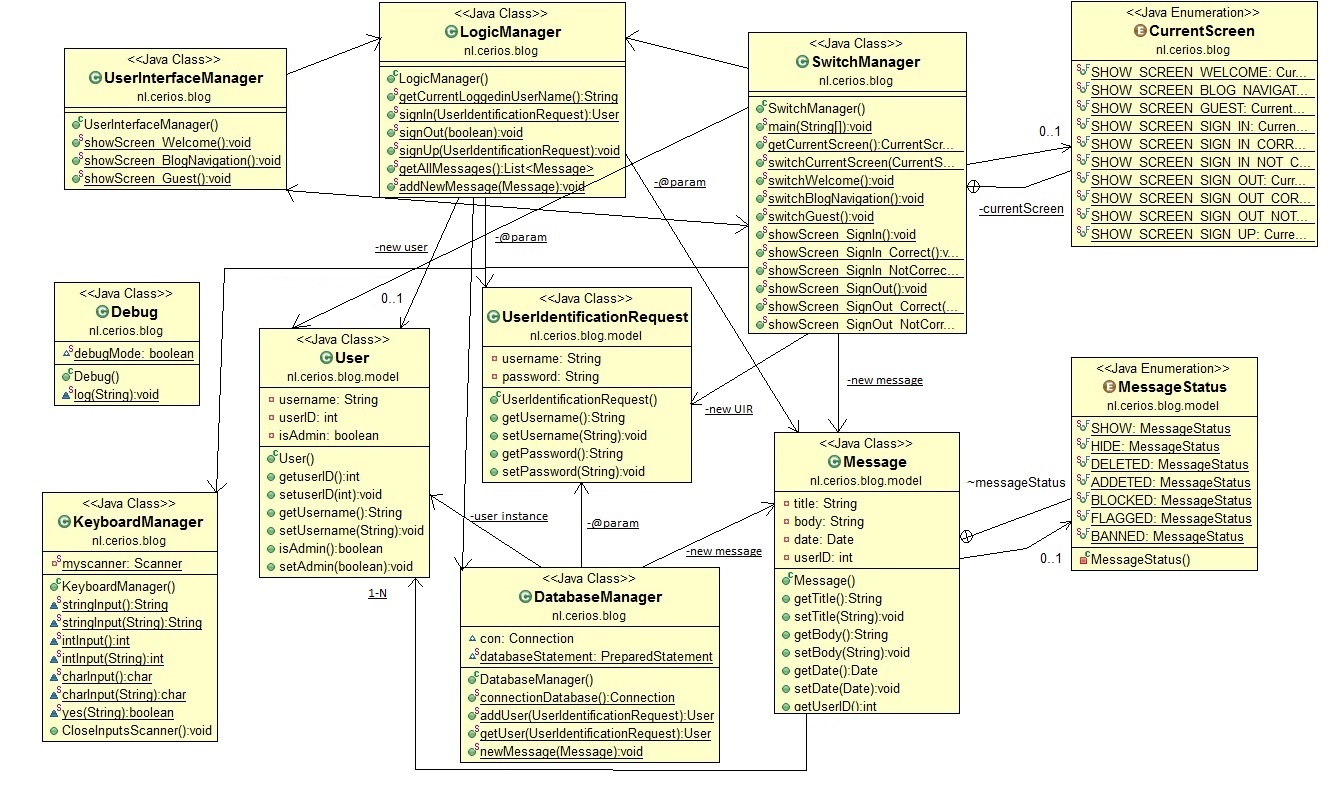 <<Java Class>>
UserInterfaceManager
nl.cerios.blog
UserInterfaceManager()
showScreen_Welcome():void
showScreen_BlogNavigation():void
showScreen_Guest():void
<<Java Class>>
LogicManager
nl.cerios.blog
LogicManager()
getCurrentLoggedinUserName():String
signIn(UserIdentificationRequest):User
signOut(boolean):void
signUp(UserIdentificationRequest):void
getAllMessages():List<Message>
addNewMessage(Message):void
<<Java Class>>
SwitchManager
nl.cerios.blog
SwitchManager()
main(String[]):void
getCurrentScreen():CurrentScr...
switchCurrentScreen(CurrentS...
switchWelcome():void
switchBlogNavigation():void
switchGuest():void
showScreen_SignIn():void
showScreen_SignIn_Correct():v...
showScreen_SignIn_NotCorrec...
showScreen_SignOut():void
showScreen_SignOut_Correct(...
showScreen_SignOut_NotCorr...
<<Java Enumeration>>
CurrentScreen
nl.cerios.blog
SHOW_SCREEN_WELCOME: Cur...
SHOW_SCREEN_BLOG_NAVIGAT...
SHOW_SCREEN_GUEST: Current...
SHOW_SCREEN_SIGN_IN: Curren...
SHOW_SCREEN_SIGN_IN_CORR...
SHOW_SCREEN_SIGN_IN_NOT_C...
SHOW_SCREEN_SIGN_OUT: Curr...
SHOW_SCREEN_SIGN_OUT_COR...
SHOW_SCREEN_SIGN_OUT_NOT...
SHOW_SCREEN_SIGN_UP: Curre...
0..1
-currentScreen
-@param
-@param
-new user
0..1
<<Java Class>>
Debug
nl.cerios.blog
debugMode: boolean
Debug()
log(String):void
<<Java Class>>
User
nl.cerios.blog.model
username: String
userID: int
isAdmin: boolean
User()
getuserID():int
setuserID(int):void
getUsername():String
setUsername(String):void
isAdmin():boolean
setAdmin(boolean):void
<<Java Class>>
UserIdentificationRequest
nl.cerios.blog.model
username: String
password: String
UserIdentificationRequest()
getUsername():String
setUsername(String):void
getPassword():String
setPassword(String):void
-new message
-new UIR
<<Java Enumeration>>
MessageStatus
nl.cerios.blog.model
SHOW: MessageStatus
HIDE: MessageStatus
DELETED: MessageStatus
ADDETED: MessageStatus
BLOCKED: MessageStatus
FLAGGED: MessageStatus
BANNED: MessageStatus
MessageStatus()
<<Java Class>>
Message
nl.cerios.blog.model
title: String
body: String
date: Date
userID: int
Message()
getTitle():String
setTitle(String):void
getBody():String
setBody(String):void
getDate():Date
setDate(Date):void
getUserID():int
~messageStatus
0..1
<<Java Class>>
KeyboardManager
nl.cerios.blog
myscanner: Scanner
KeyboardManager()
stringInput():String
stringInput(String):String
intInput():int
intInput(String):int
charInput():char
charInput(String):char
yes(String):boolean
CloseInputsScanner():void
-user instance
-@param
-new message
1-N
<<Java Class>>
DatabaseManager
nl.cerios.blog
con: Connection
databaseStatement: PreparedStatement
DatabaseManager()
connectionDatabase():Connection
addUser(UserIdentificationRequest):User
getUser(UserIdentificationRequest):User
newMessage(Message):void